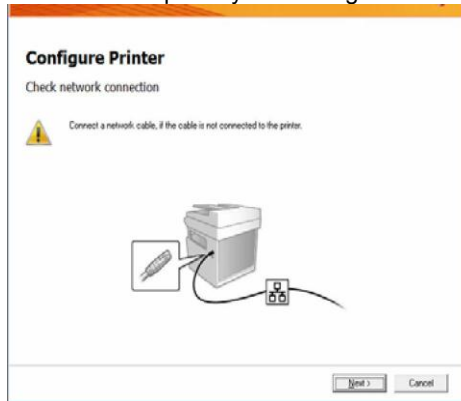 Configure Printer
Check network connection
Connect a network cable, if the cable is not connected to the printer.
Next >
Cancel